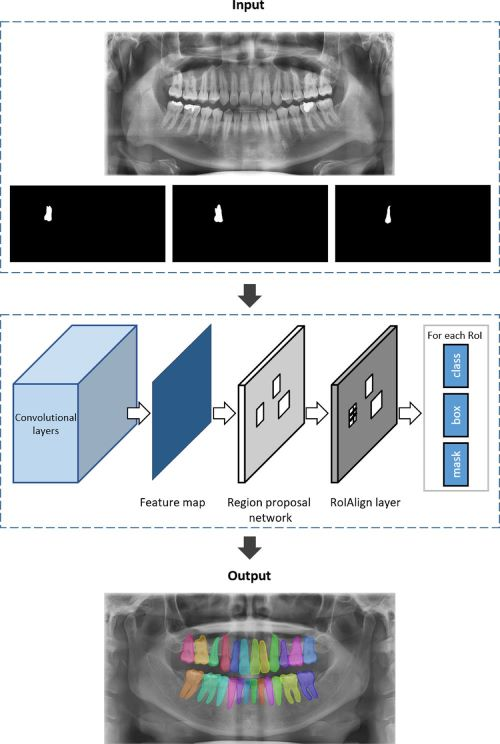 Input
Convolutional
layers
Feature map
Region proposal
network
RoIAlign layer
For each RoI
class
box
mask
Output